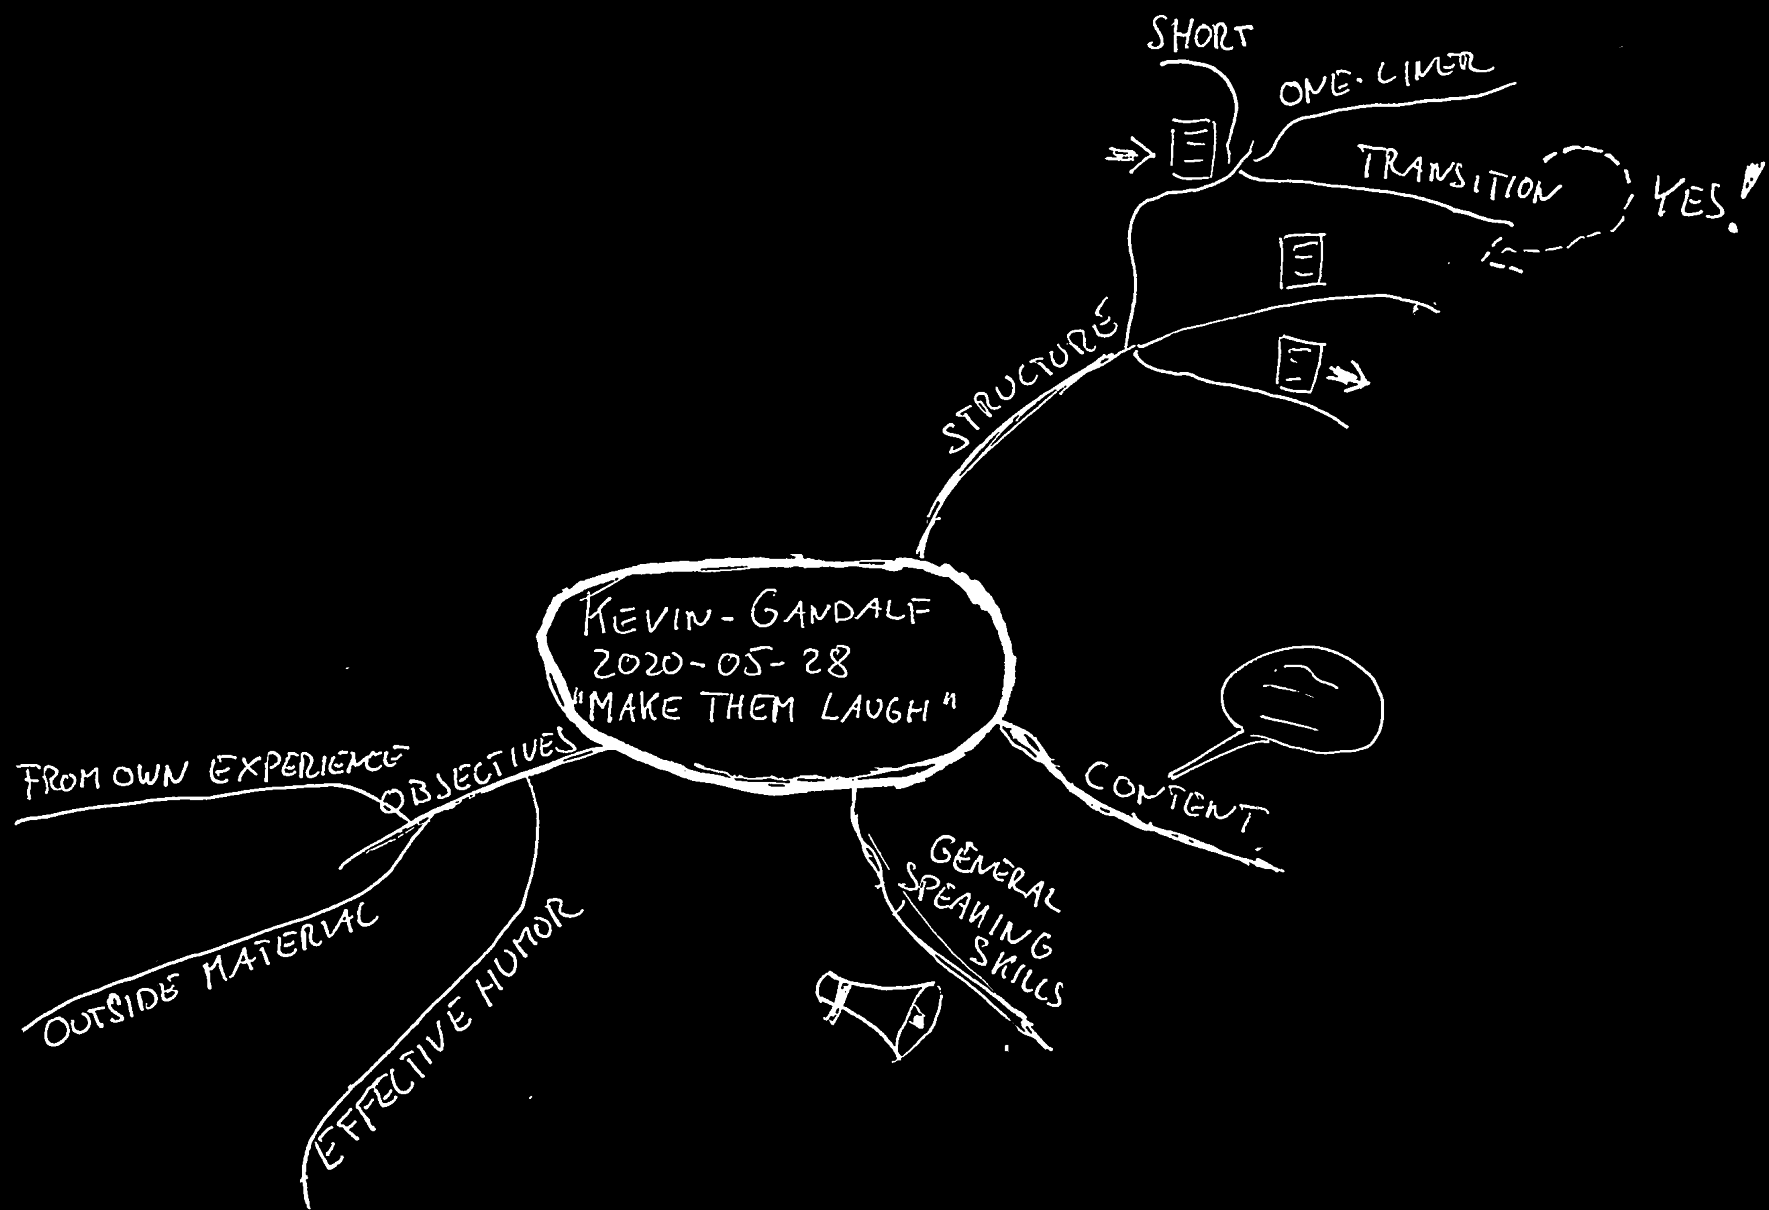 SHORT
ONE-LINER
TRANSITION
YES!
STRUCTURE
KEVIN-GANDALF
2020-05-28
"MAKE THEM LAUGH"
CONTENT
GENERAL
SPEAKING
SKILLS
OBJECTIVES
FROM OWN EXPERIENCE
OUTSIDE MATERIAL
EFFECTIVE HUMOR